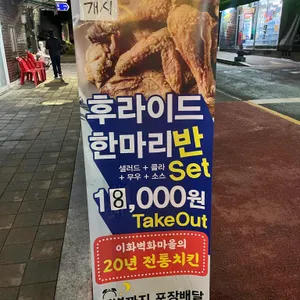 개시
후라이드
한마리반
샐러드 + 콜라
+ 무우 + 소스
Set
18,000원
TakeOut
이화벽화마을의
20년 전통치킨
포장배달